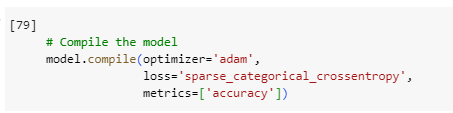 [79]
# Compile the model
model.compile(optimizer='adam',
loss='sparse_categorical_crossentropy',
metrics=['accuracy'])